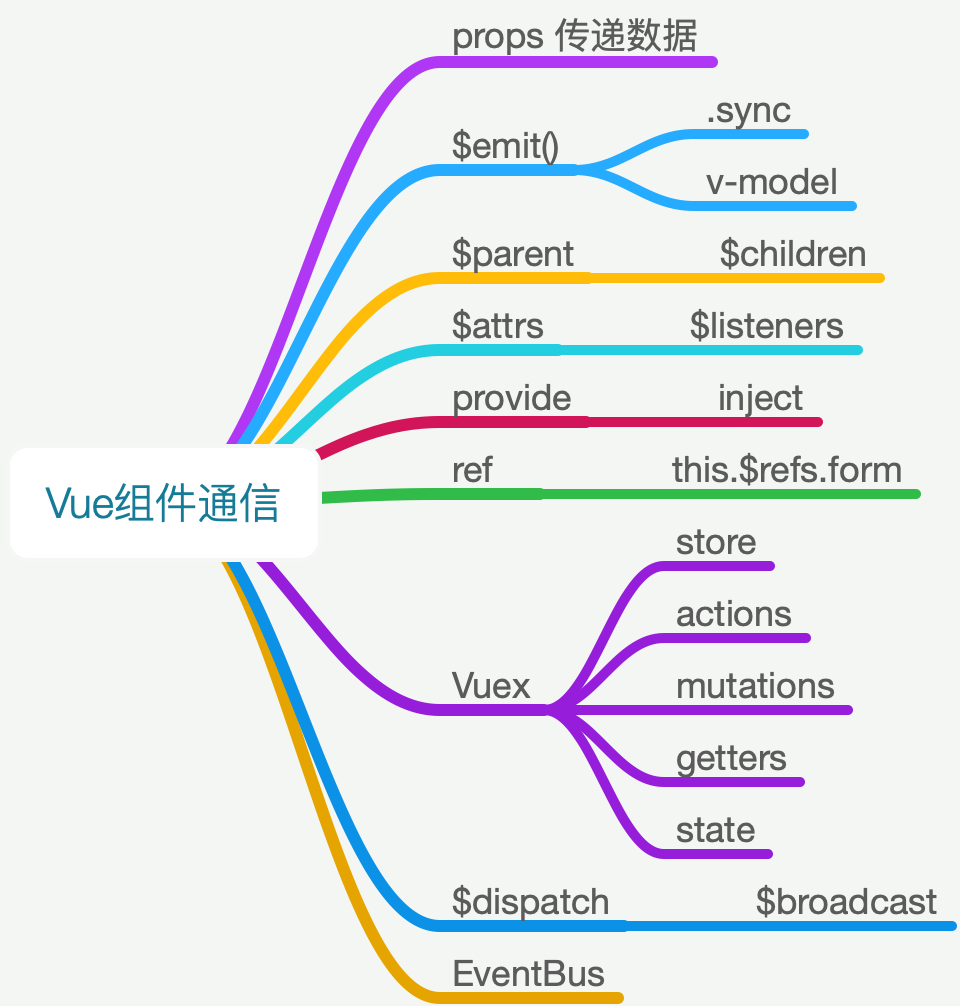 props 传递数据
.sync
$emit()
v-model
$parent $children
$attrs $listeners
provide inject
ref this.$refs.form
Vue组件通信
store
actions
Vuex mutations
getters
state
$dispatch $broadcast
EventBus